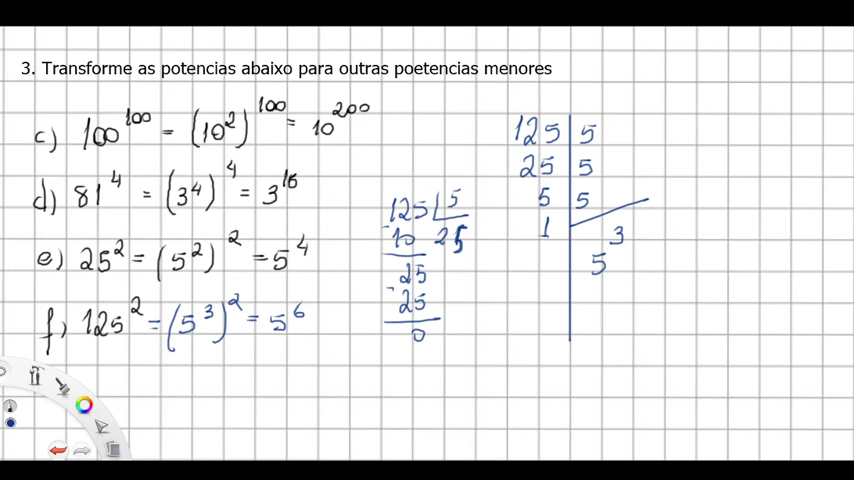 3. Transforme as potencias abaixo para outras poetencias menores
c) 100^100 = (10^2)^100 = 10^200
d) 81^4 = (3^4)^4 = 3^16
e) 25^2 = (5^2)^2 = 5^4
f) 125^2 = (5^3)^2 = 5^6
125 | 5
-10 25
25
-25
0
125 | 5
25 | 5
5 | 5
1
5^3